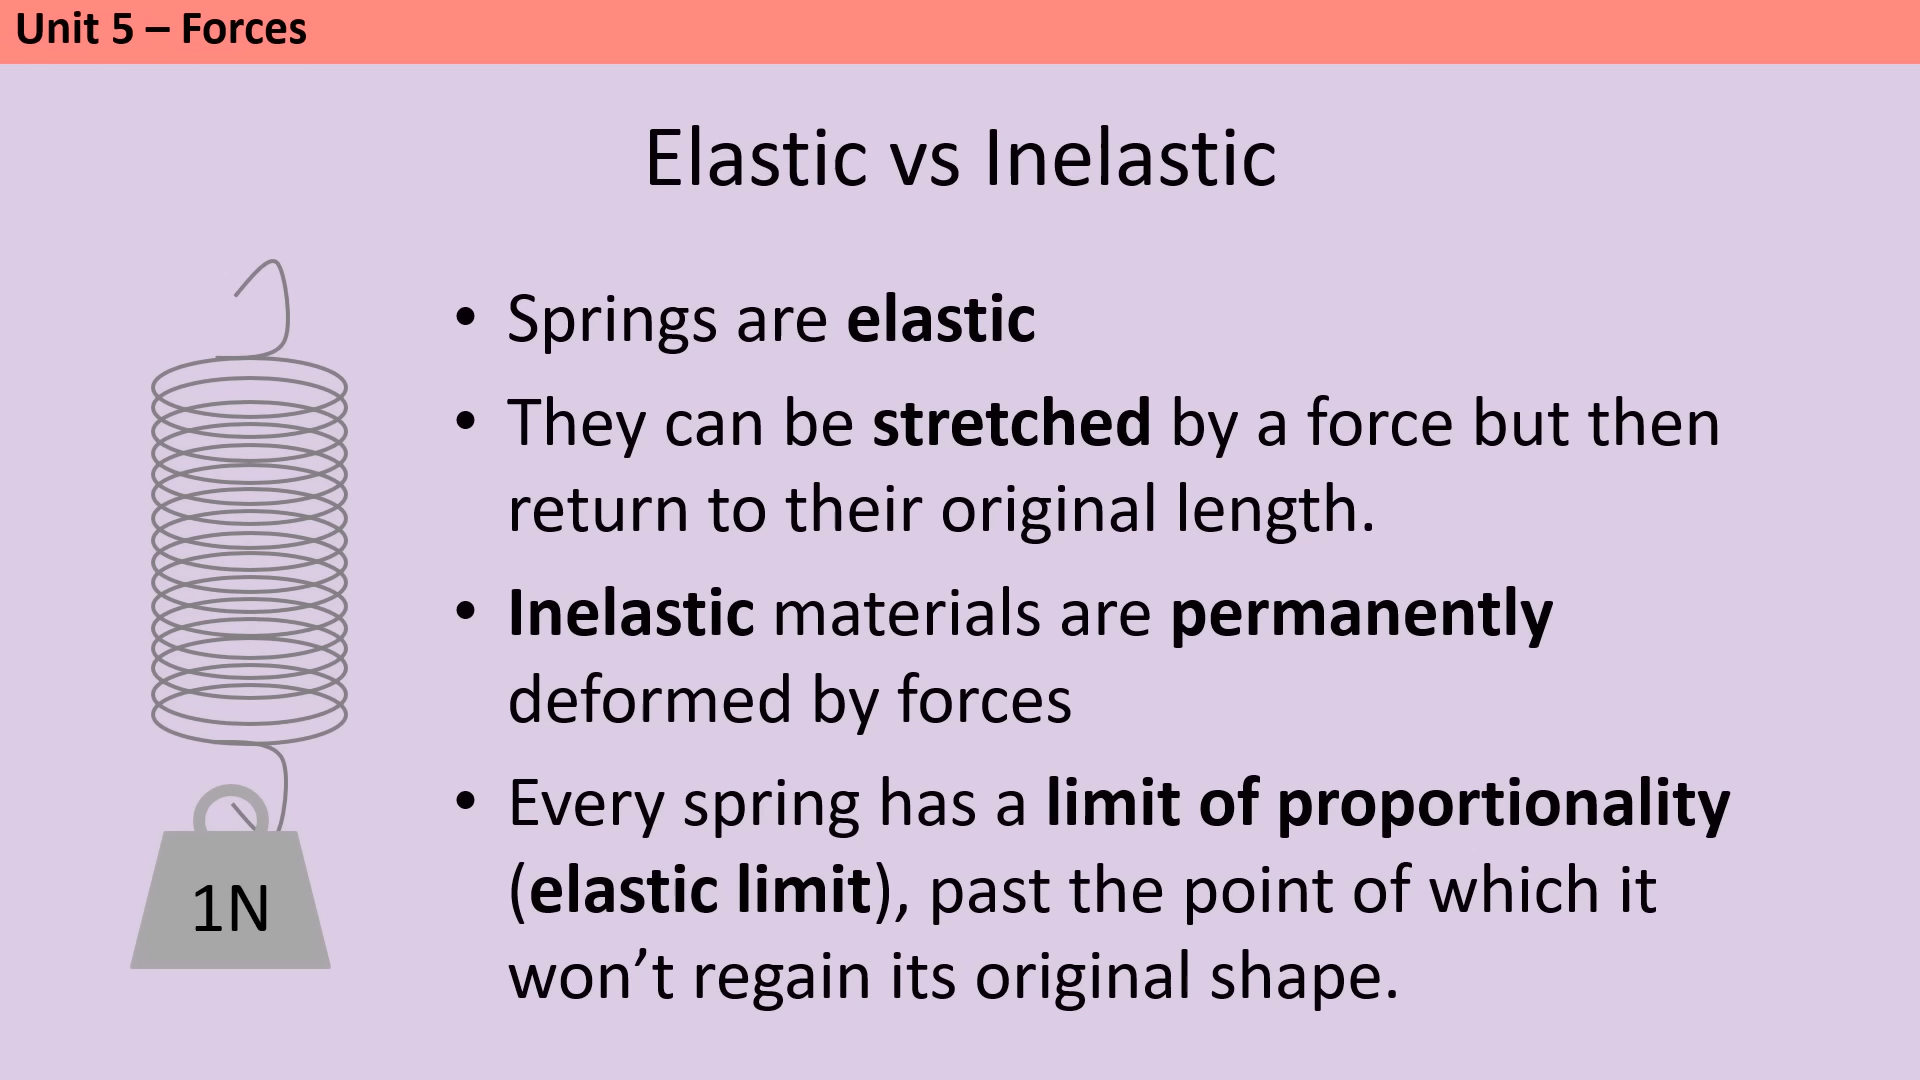 Unit 5 – Forces
Elastic vs Inelastic
• Springs are elastic
• They can be stretched by a force but then
return to their original length.
• Inelastic materials are permanently
deformed by forces
• Every spring has a limit of proportionality
(elastic limit), past the point of which it
won’t regain its original shape.
1N